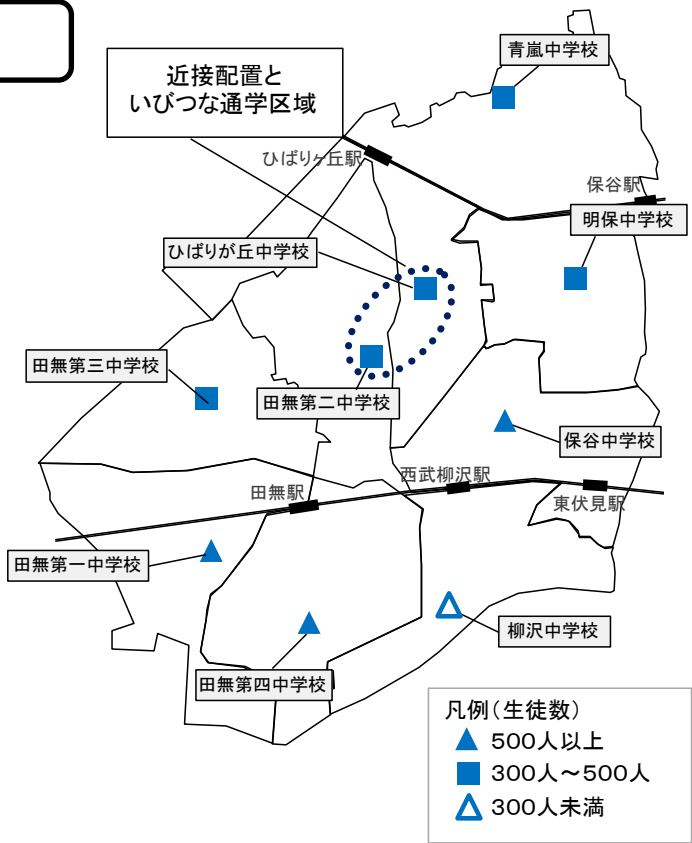 青嵐中学校
近接配置と
いびつな通学区域
ひばりヶ丘駅
保谷駅
明保中学校
ひばりが丘中学校
田無第三中学校
田無第二中学校
保谷中学校
西武柳沢駅
田無駅
東伏見駅
田無第一中学校
柳沢中学校
田無第四中学校
凡例(生徒数)
500人以上
300人～500人
300人未満